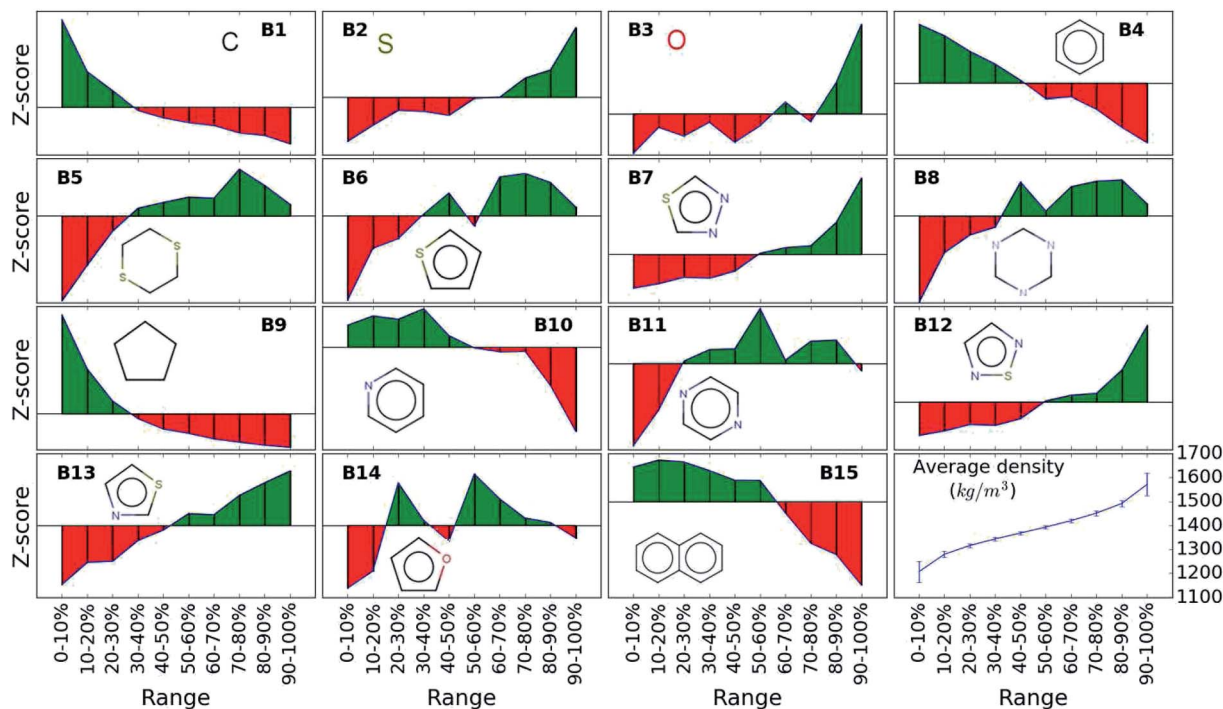 Z-score
C
B1
B2
S
B3
O
B4
Z-score
B5
S
S
B6
S
B7
S
N
N
B8
N
N
N
Z-score
B9
B10
N
B11
N
N
B12
N
N
S
Z-score
B13
S
N
B14
O
B15
Average density
(kg/m³)
1700
1600
1500
1400
1300
1200
1100
0-10%
10-20%
20-30%
30-40%
40-50%
50-60%
60-70%
70-80%
80-90%
90-100%
0-10%
10-20%
20-30%
30-40%
40-50%
50-60%
60-70%
70-80%
80-90%
90-100%
0-10%
10-20%
20-30%
30-40%
40-50%
50-60%
60-70%
70-80%
80-90%
90-100%
0-10%
10-20%
20-30%
30-40%
40-50%
50-60%
60-70%
70-80%
80-90%
90-100%
Range
Range
Range
Range